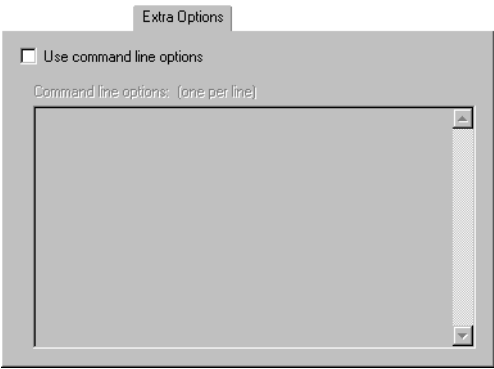 Extra Options
Use command line options
Command line options: (one per line)